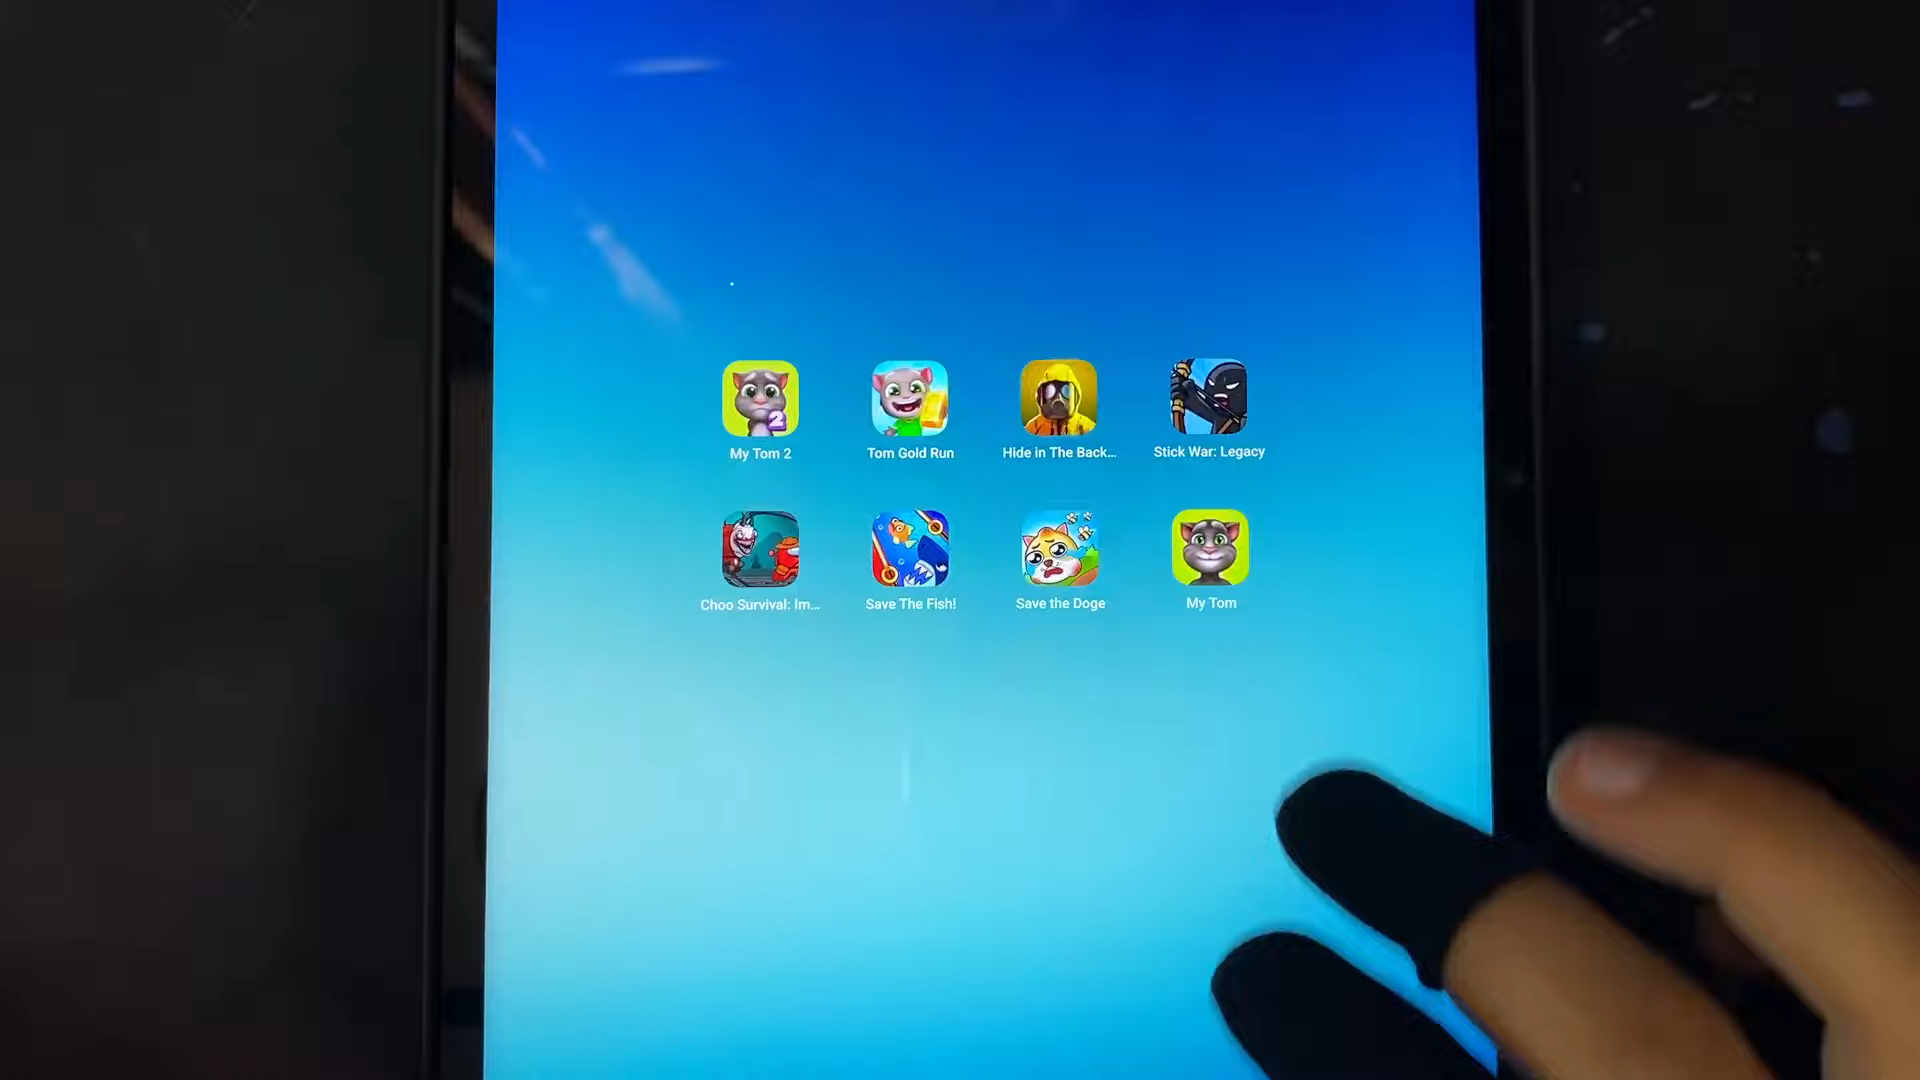 2
My Tom 2
Tom Gold Run
Hide in The Back...
Stick War: Legacy
Choo Survival: Im...
Save The Fish!
Save the Doge
My Tom